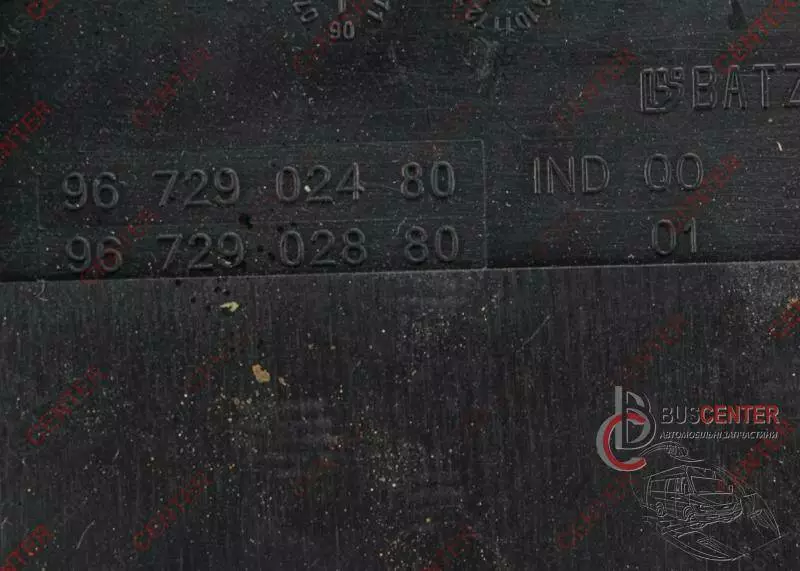 BATZ
96 729 024 80 IND 00
96 729 028 80 01
BUSCENTER
АВТОМОБІЛЬНІ ЗАПЧАСТИНИ